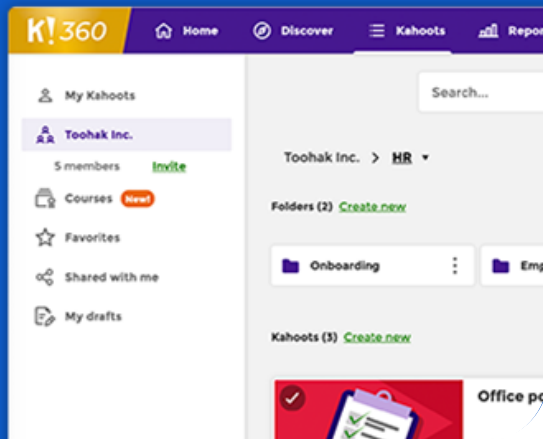 K! 360
Home
Discover
Kahoots
My Kahoots
Toohak Inc.
5 members Invite
Courses New!
Favorites
Shared with me
My drafts
Search...
Toohak Inc. > HR
Folders (2) Create new
Onboarding
Kahoots (3) Create new
Office